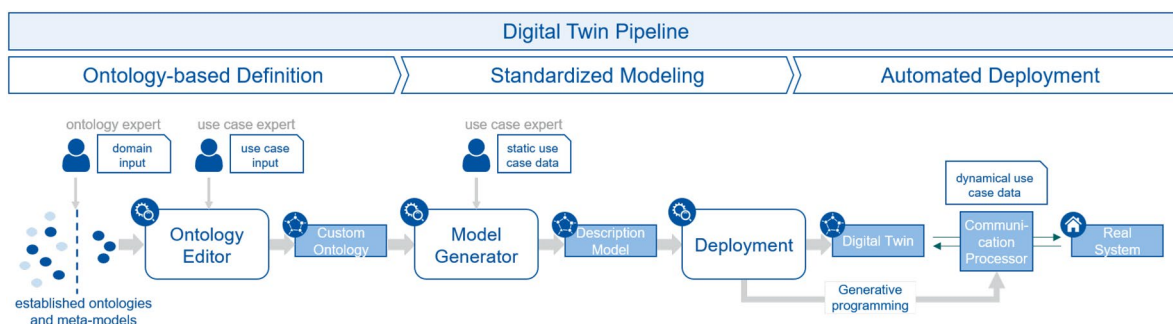 Digital Twin Pipeline
Ontology-based Definition
Standardized Modeling
Automated Deployment
ontology expert
domain
input
use case expert
use case
input
use case expert
static use
case data
dynamical use
case data
Ontology
Editor
Custom
Ontology
Model
Generator
Description
Model
Deployment
Digital Twin
Communi-
cation
Processor
Real
System
established ontologies
and meta-models
Generative
programming